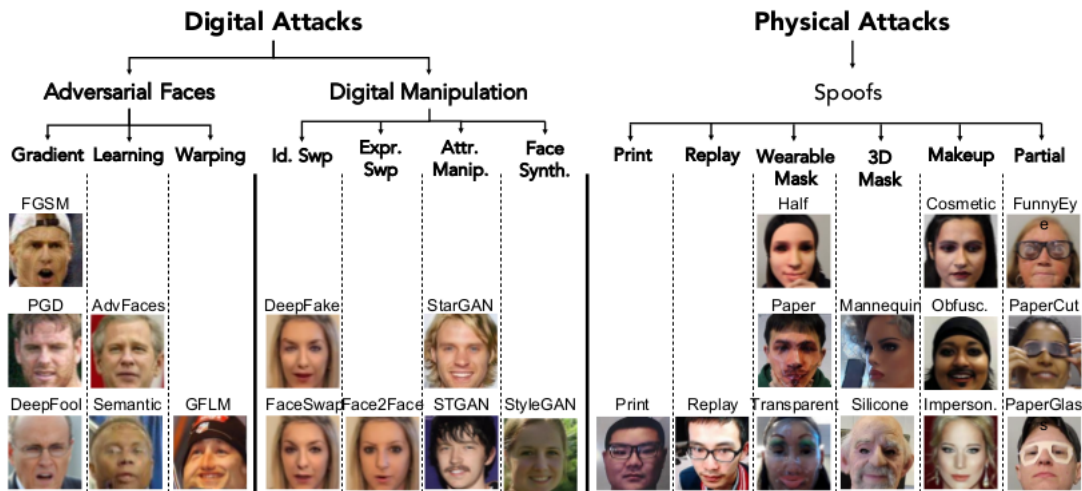 Digital Attacks
Physical Attacks
Adversarial Faces
Digital Manipulation
Spoofs
Gradient
Learning
Warping
Id. Swp
Expr.
Swp
Attr.
Manip.
Face
Synth.
Print
Replay
Wearable
Mask
3D
Mask
Makeup
Partial
FGSM
Half
Cosmetic
FunnyEy
e
PGD
AdvFaces
DeepFake
StarGAN
Paper
Mannequin
Obfusc.
PaperCut
DeepFool
Semantic
GFLM
FaceSwap
Face2Face
STGAN
StyleGAN
Print
Replay
Transparent
Silicone
Imperson.
PaperGlas
s